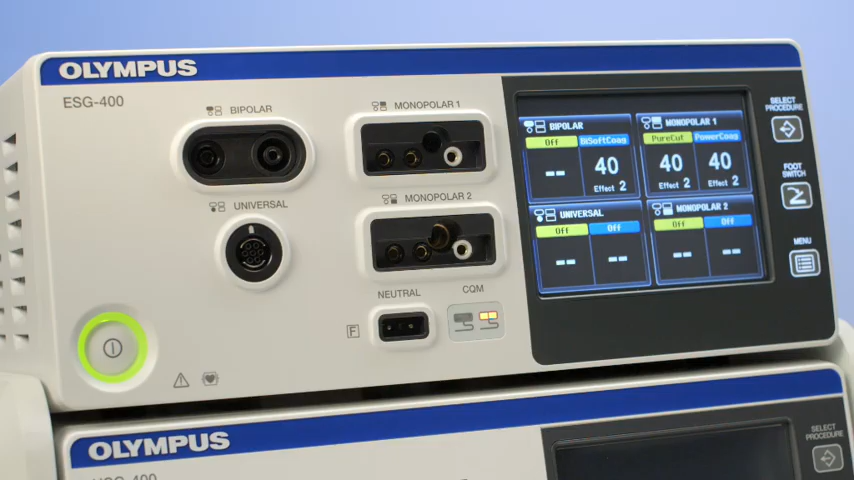 OLYMPUS
ESG-400
BIPOLAR
MONOPOLAR 1
UNIVERSAL
MONOPOLAR 2
NEUTRAL
CQM
F
BIPOLAR
Off
BiSoftCoag
--
40
Effect 2
MONOPOLAR 1
PureCut
PowerCoag
40
40
Effect 2
Effect 2
UNIVERSAL
Off
Off
--
--
MONOPOLAR 2
Off
Off
--
--
SELECT
PROCEDURE
FOOT
SWITCH
MENU
OLYMPUS
SELECT
PROCEDURE